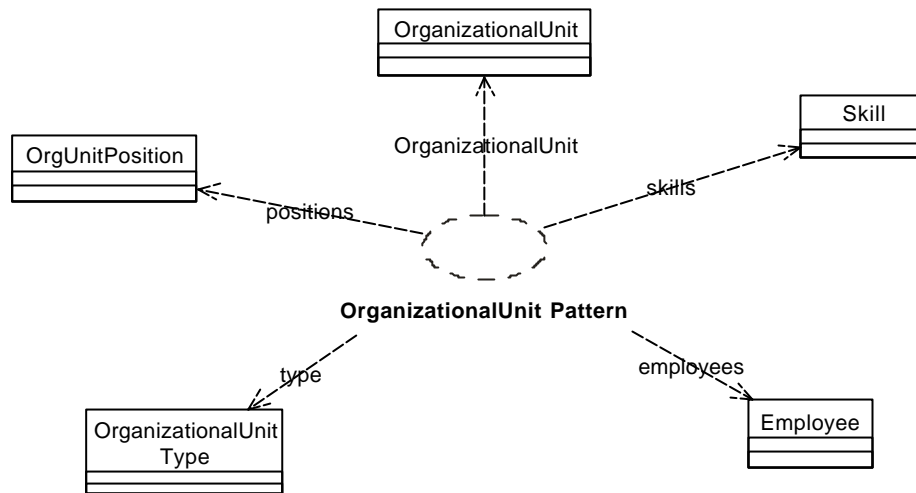 OrganizationalUnit
Skill
OrgUnitPosition
OrganizationalUnit
skills
positions
OrganizationalUnit Pattern
type
employees
OrganizationalUnit
Type
Employee